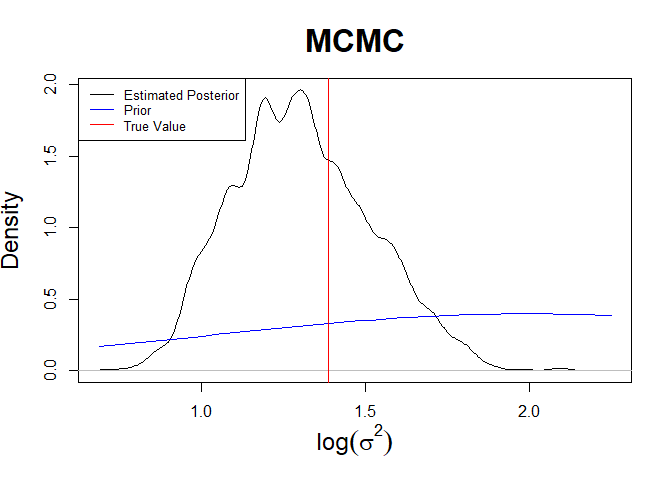 MCMC
Estimated Posterior
Prior
True Value
Density
0.0
0.5
1.0
1.5
2.0
1.0
1.5
2.0
log(σ²)